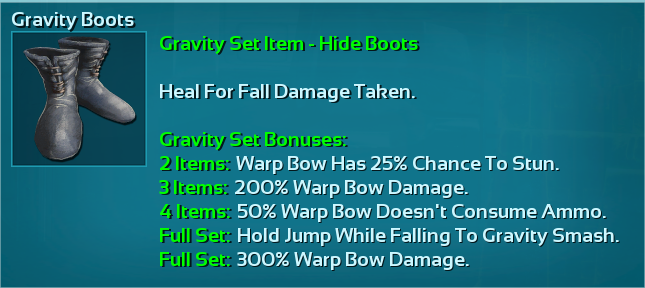 Gravity Boots
Gravity Set Item - Hide Boots
Heal For Fall Damage Taken.
Gravity Set Bonuses:
2 Items: Warp Bow Has 25% Chance To Stun.
3 Items: 200% Warp Bow Damage.
4 Items: 50% Warp Bow Doesn't Consume Ammo.
Full Set: Hold Jump While Falling To Gravity Smash.
Full Set: 300% Warp Bow Damage.